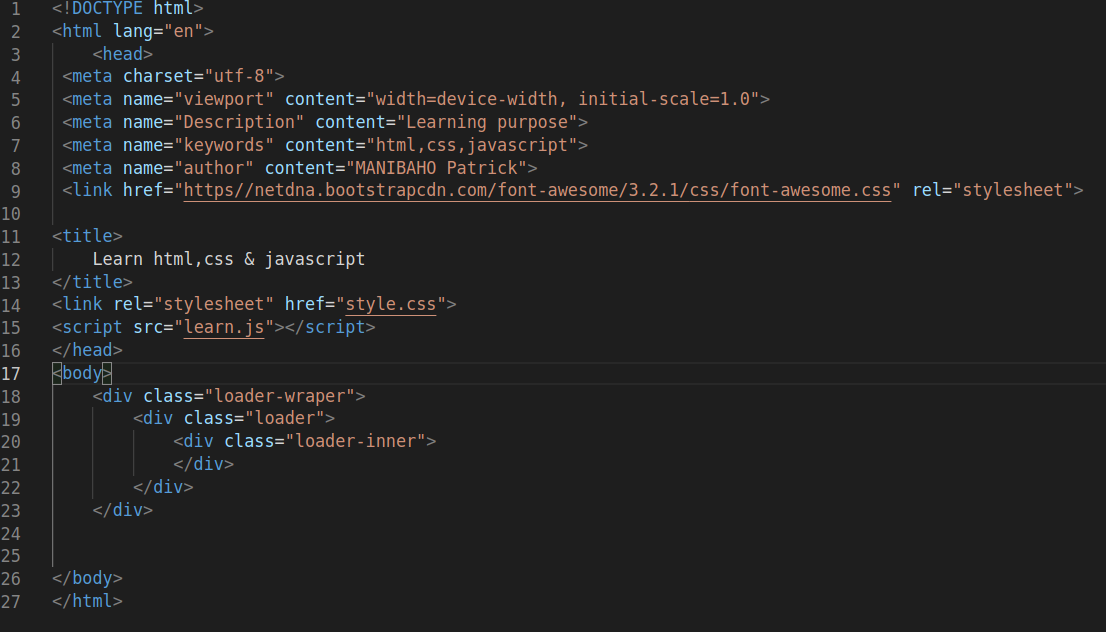 1 <!DOCTYPE html>
2 <html lang="en">
3     <head>
4  <meta charset="utf-8">
5  <meta name="viewport" content="width=device-width, initial-scale=1.0">
6  <meta name="Description" content="Learning purpose">
7  <meta name="keywords" content="html,css,javascript">
8  <meta name="author" content="MANIBAHO Patrick">
9  <link href="https//netdna.bootstrapcdn.com/font-awesome/3.2.1/css/font-awesome.css" rel="stylesheet">
10
11 <title>
12     Learn html,css & javascript
13 </title>
14 <link rel="stylesheet" href="style.css">
15 <script src="learn.js"></script>
16 </head>
17 <body>
18     <div class="loader-wraper">
19         <div class="loader">
20             <div class="loader-inner">
21             </div>
22         </div>
23     </div>
24
25
26 </body>
27 </html>